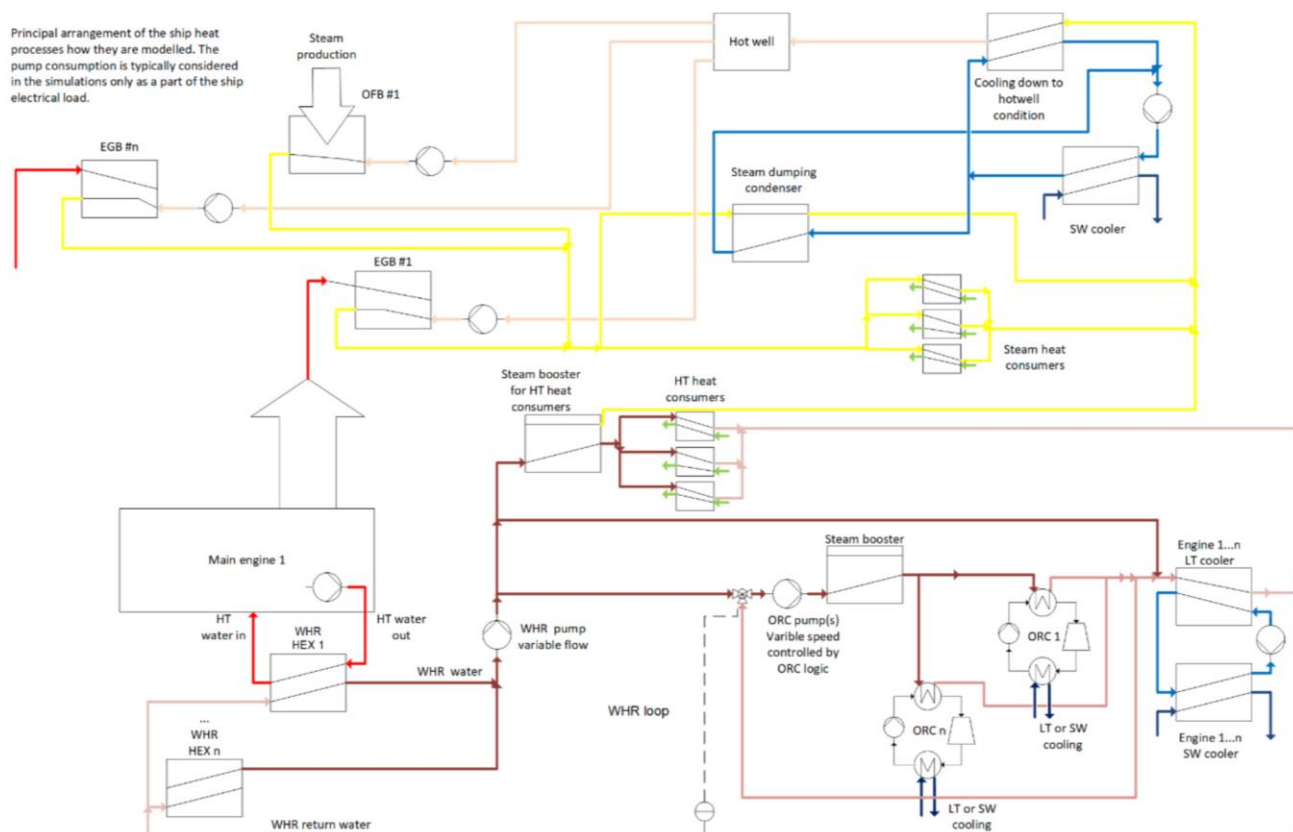 Principal arrangement of the ship heat
processes how they are modelled. The
pump consumption is typically considered
in the simulations only as a part of the ship
electrical load.
Steam
production
OFB #1
Hot well
Cooling down to
hotwell
condition
EGB #n
Steam dumping
condenser
SW cooler
EGB #1
Steam heat
consumers
Steam booster
for HT heat
consumers
HT heat
consumers
Main engine 1
HT
water in
HT water
out
WHR
HEX 1
WHR pump
variable flow
WHR water
...
WHR
HEX n
WHR return water
WHR loop
Steam booster
ORC pump(s)
Varible speed
controlled by
ORC logic
ORC 1
LT or SW
cooling
ORC n
LT or SW
cooling
Engine 1...n
LT cooler
Engine 1...n
SW cooler